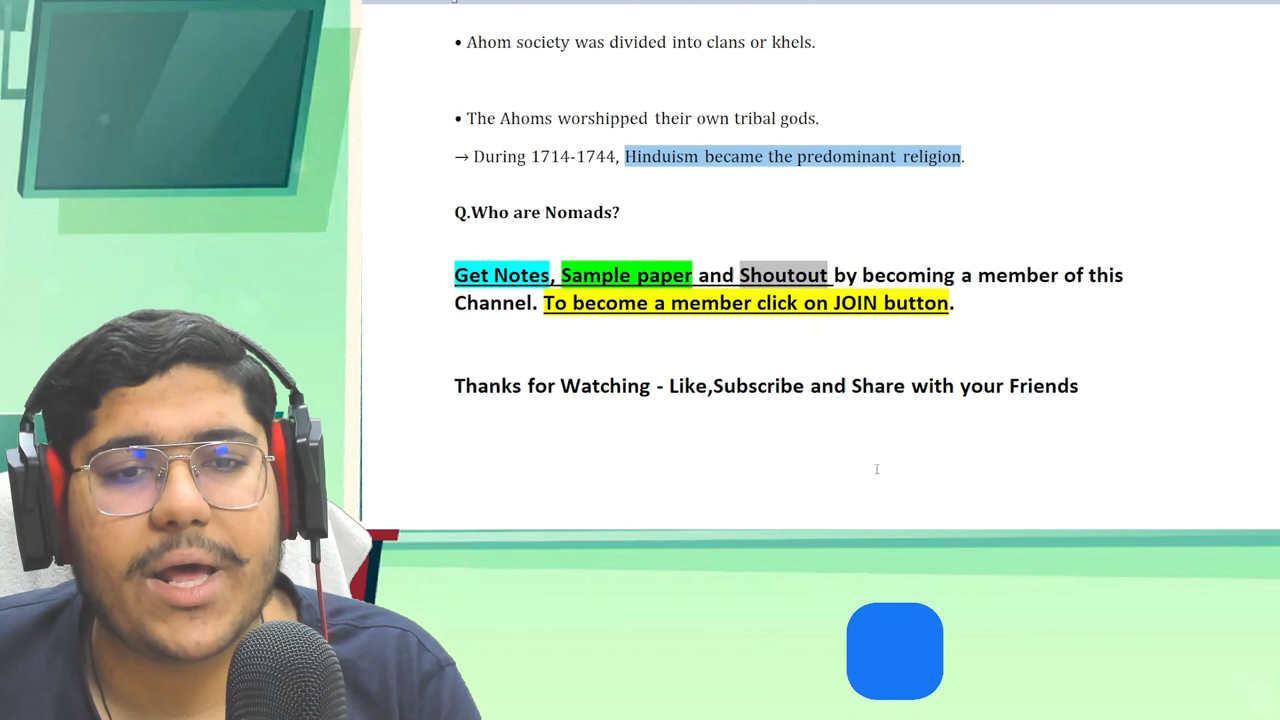 • Ahom society was divided into clans or khels.
• The Ahoms worshipped their own tribal gods.
→ During 1714-1744, Hinduism became the predominant religion.
Q.Who are Nomads?
Get Notes, Sample paper and Shoutout by becoming a member of this
Channel. To become a member click on JOIN button.
Thanks for Watching - Like,Subscribe and Share with your Friends